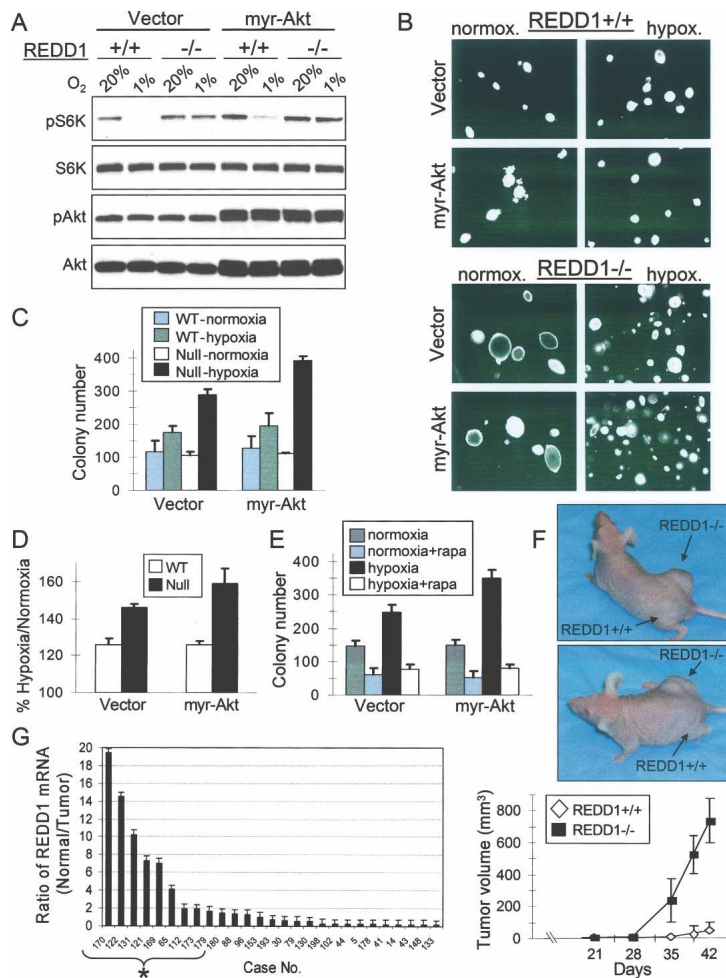 A
Vector
myr-Akt
REDD1
+/+
-/-
+/+
-/-
O2
20%
1%
20%
1%
20%
1%
20%
1%
pS6K
S6K
pAkt
Akt
B
normox.
REDD1+/+
hypox.
Vector
myr-Akt
normox.
REDD1-/-
hypox.
Vector
myr-Akt
C
WT-normoxia
WT-hypoxia
Null-normoxia
Null-hypoxia
Colony number
400
300
200
100
0
Vector
myr-Akt
D
WT
Null
% Hypoxia/Normoxia
160
140
120
100
Vector
myr-Akt
E
normoxia
normoxia+rapa
hypoxia
hypoxia+rapa
Colony number
400
300
200
100
0
Vector
myr-Akt
F
REDD1-/-
REDD1+/+
REDD1-/-
REDD1+/+
REDD1+/+
REDD1-/-
Tumor volume (mm3)
800
600
400
200
0
21
28
35
42
Days
G
Ratio of REDD1 mRNA
(Normal/Tumor)
20
18
16
14
12
10
8
6
4
2
0
170
122
131
121
169
65
112
173
179
180
88
96
153
193
30
79
130
198
102
44
5
178
41
14
43
148
133
*
Case No.